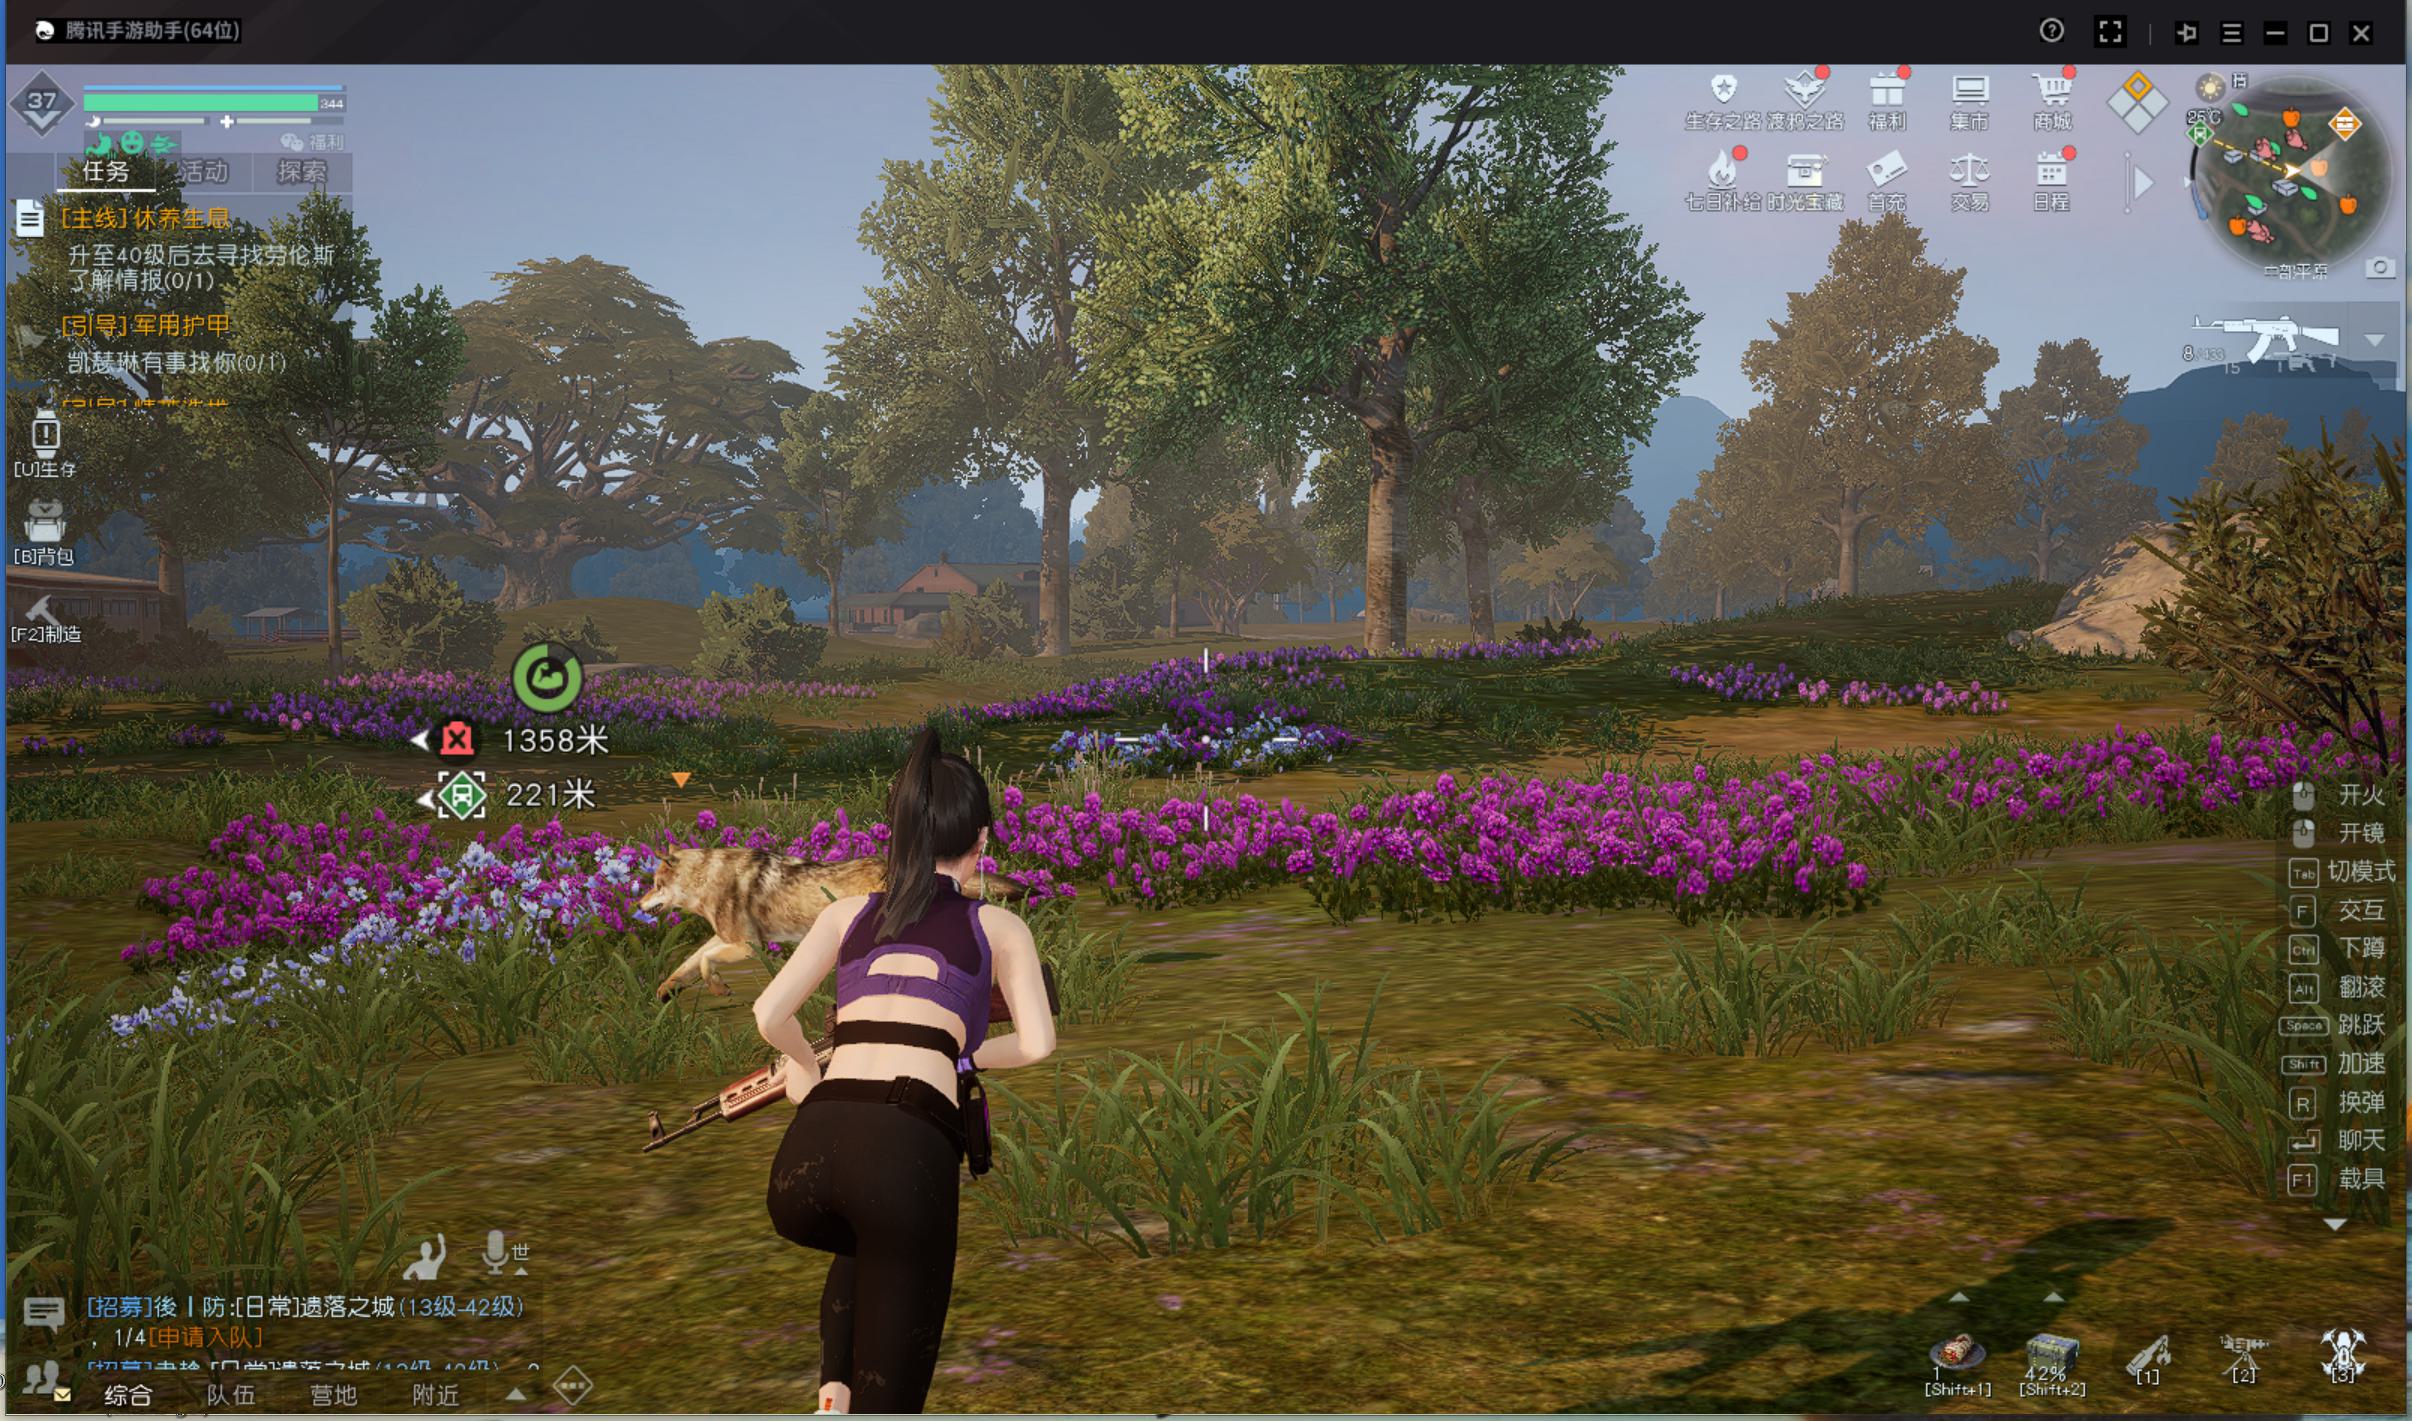 腾讯手游助手(64位)
37
344
福利
任务 活动 探索
[主线]休养生息
升至40级后去寻找劳伦斯
了解情报(0/1)
[引导]军用护甲
凯瑟琳有事找你(0/1)
[U]生存
[B]背包
[F2]制造
生存之路 渡鸦之路 福利 集市 商城
七日补给 时光宝藏 首充 交易 日程
25℃
中部平原
8/433
15
1358米
221米
开火
开镜
Tab 切模式
F 交互
Ctrl 下蹲
Alt 翻滚
Space 跳跃
Shift 加速
R 换弹
聊天
F1 载具
世
[招募]後丨防:[日常]遗落之城(13级-42级)
，1/4[申请入队]
综合 队伍 营地 附近
1 42%
[Shift+1] [Shift+2] [1] [2] [3]